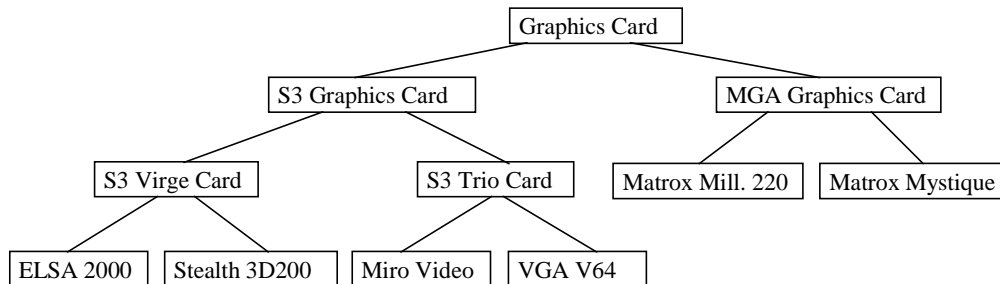 Graphics Card
S3 Graphics Card
MGA Graphics Card
S3 Virge Card
S3 Trio Card
Matrox Mill. 220
Matrox Mystique
ELSA 2000
Stealth 3D200
Miro Video
VGA V64